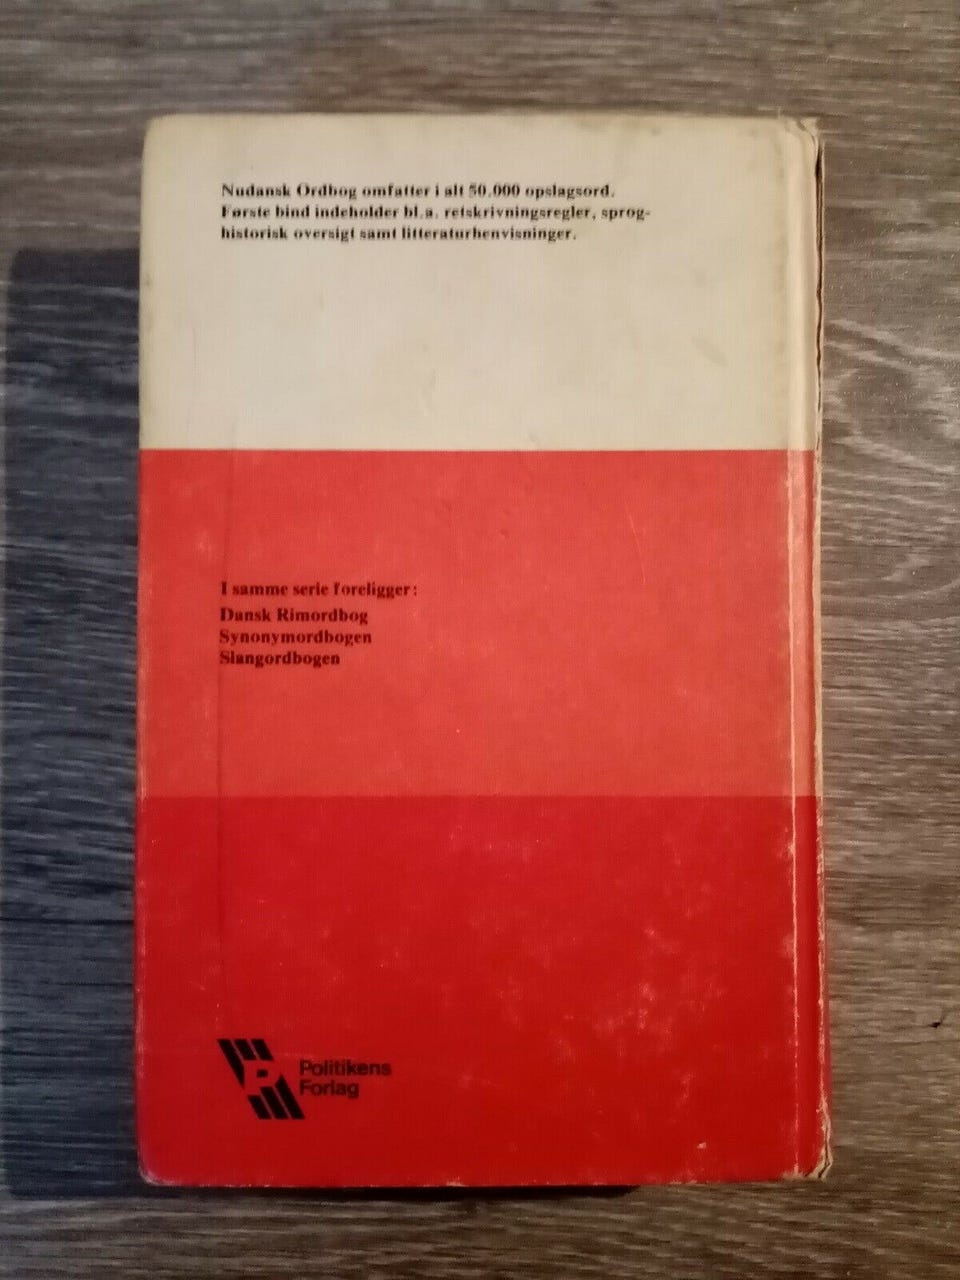 Nudansk Ordbog omfatter i alt 50.000 opslagsord.
Første bind indeholder bl.a. retskrivningsregler, sprog-
historisk oversigt samt litteraturhenvisninger.
I samme serie foreligger:
Dansk Rimordbog
Synonymordbogen
Slangordbogen
P
Politikens
Forlag